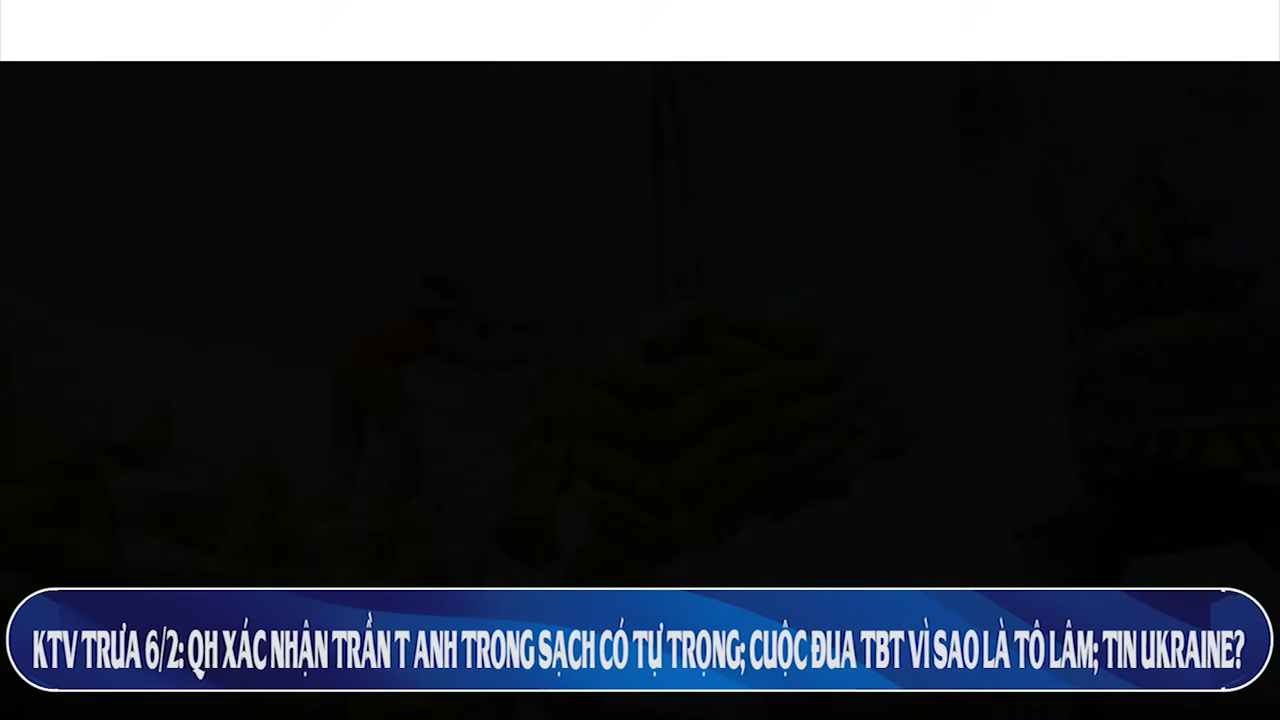 KTV TRƯA 6/2: QH XÁC NHẬN TRẦN T ANH TRONG SẠCH CÓ TỰ TRỌNG; CUỘC ĐUA TBT VÌ SAO LÀ TÔ LÂM; TIN UKRAINE?